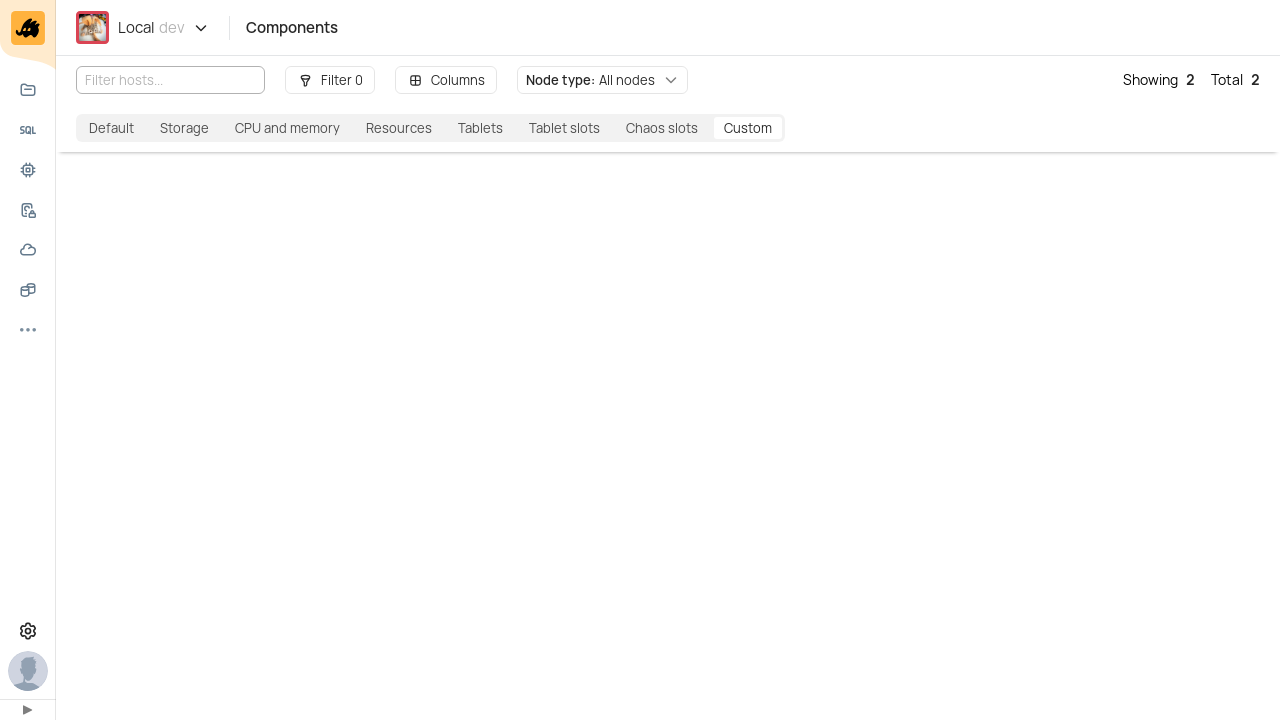 Local dev
Components
Filter hosts...
Filter 0
Columns
Node type: All nodes
Showing 2 Total 2
Default Storage CPU and memory Resources Tablets Tablet slots Chaos slots Custom
SQL